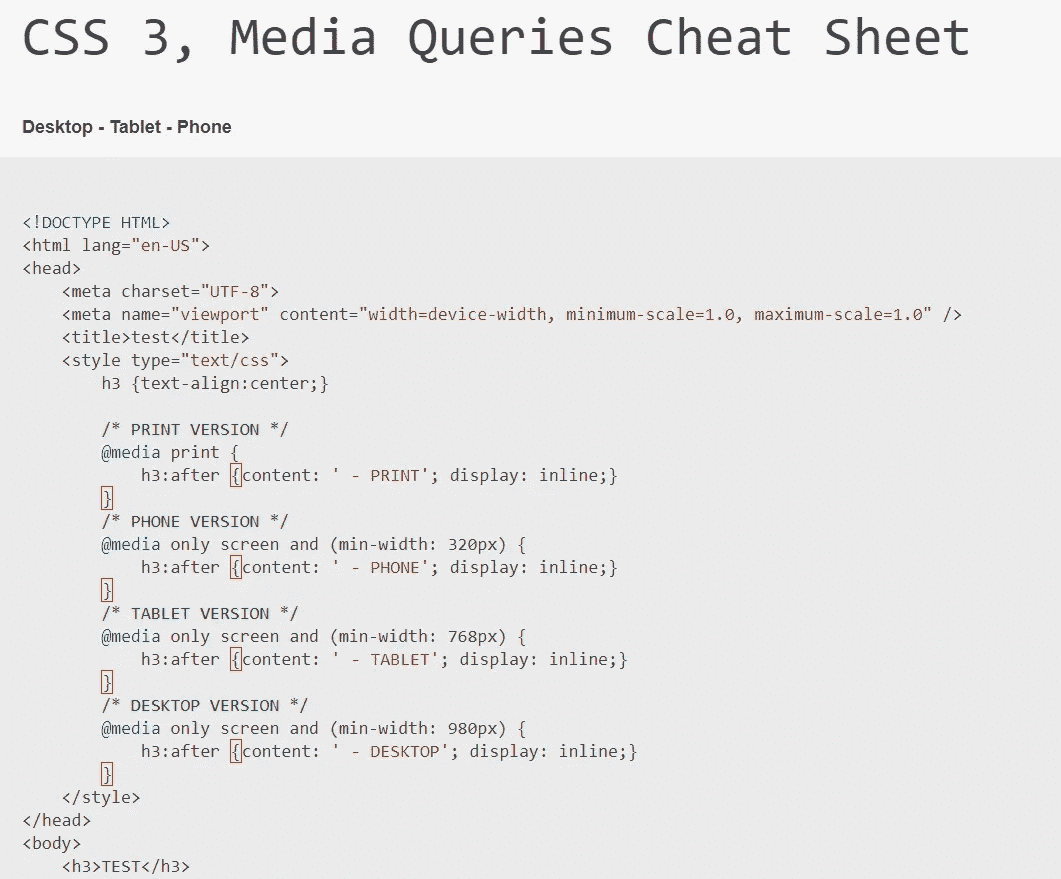 CSS 3, Media Queries Cheat Sheet
Desktop - Tablet - Phone
<!DOCTYPE HTML>
<html lang="en-US">
<head>
    <meta charset="UTF-8">
    <meta name="viewport" content="width=device-width, minimum-scale=1.0, maximum-scale=1.0" />
    <title>test</title>
    <style type="text/css">
        h3 {text-align:center;}
        /* PRINT VERSION */
        @media print {
            h3:after {content: ' - PRINT'; display: inline;}
        }
        /* PHONE VERSION */
        @media only screen and (min-width: 320px) {
            h3:after {content: ' - PHONE'; display: inline;}
        }
        /* TABLET VERSION */
        @media only screen and (min-width: 768px) {
            h3:after {content: ' - TABLET'; display: inline;}
        }
        /* DESKTOP VERSION */
        @media only screen and (min-width: 980px) {
            h3:after {content: ' - DESKTOP'; display: inline;}
        }
    </style>
</head>
<body>
    <h3>TEST</h3>